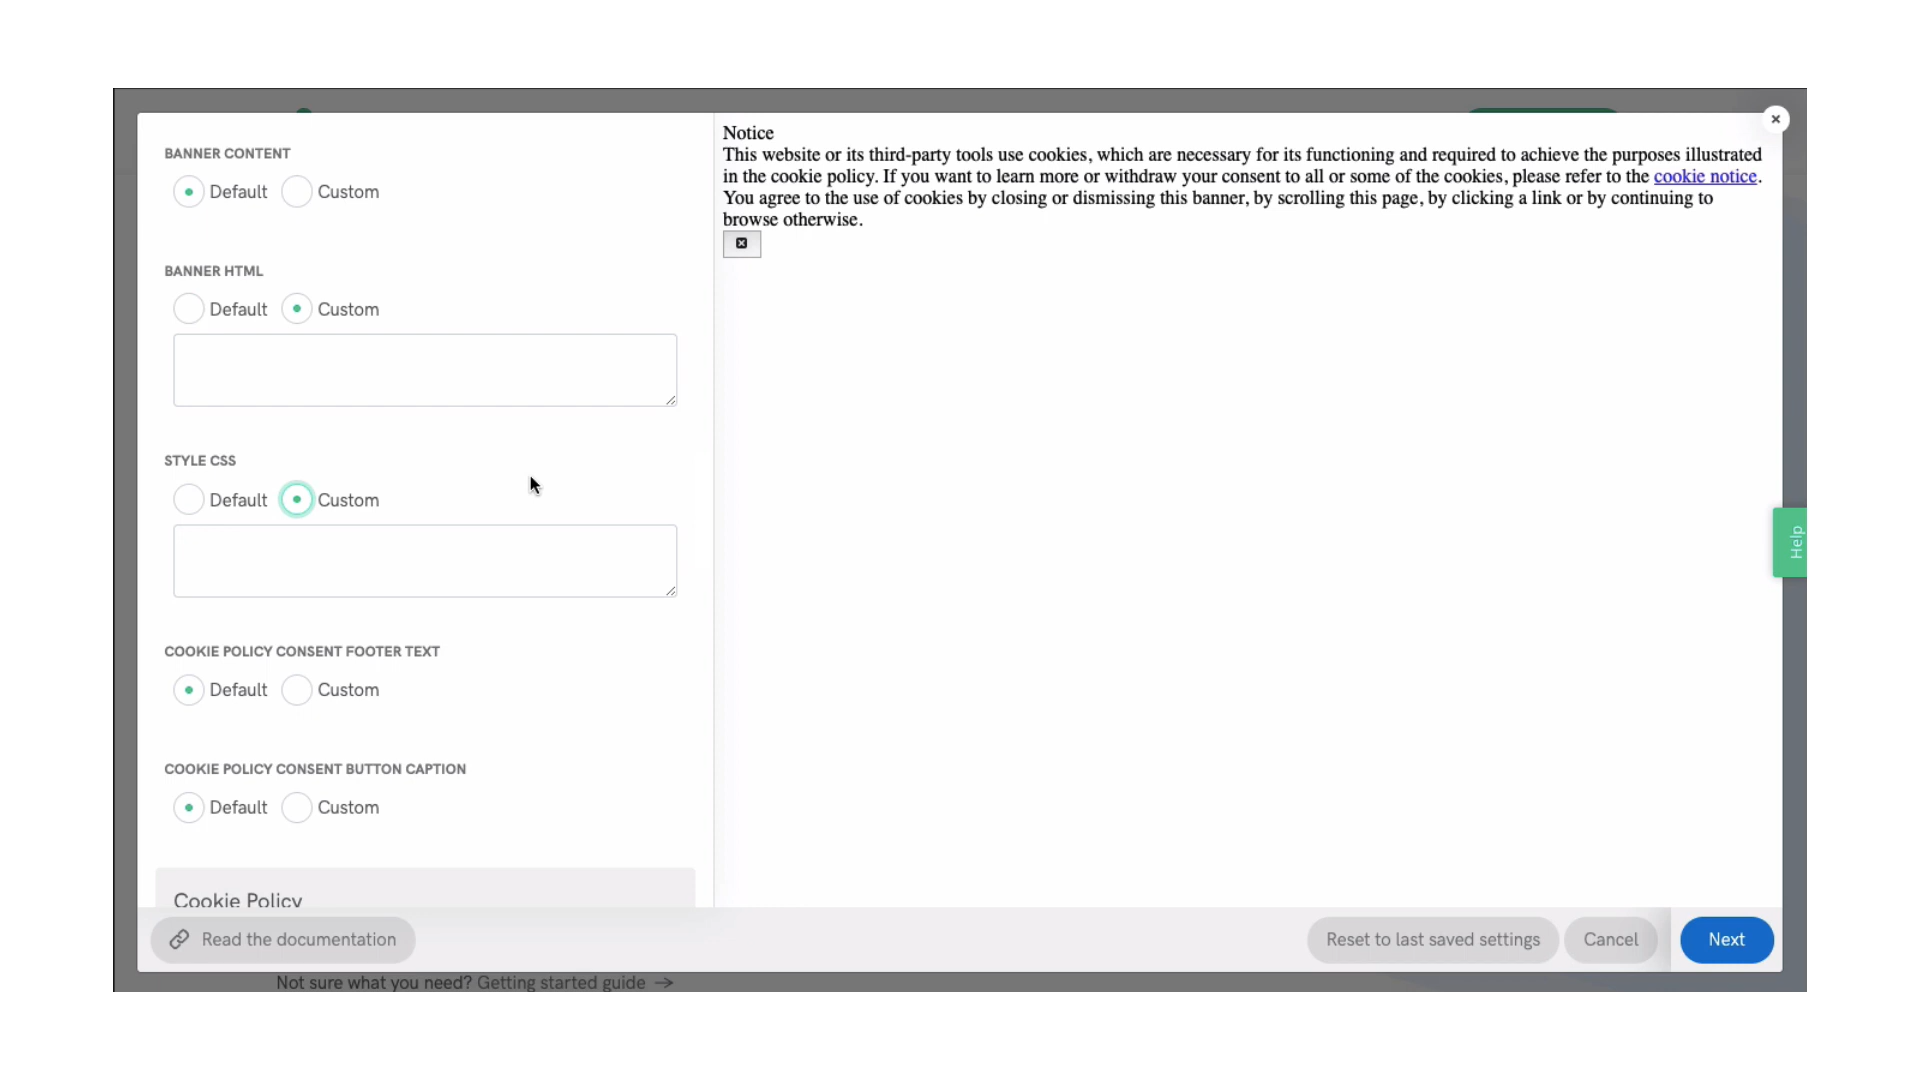 BANNER CONTENT
Default Custom
BANNER HTML
Default Custom
STYLE CSS
Default Custom
COOKIE POLICY CONSENT FOOTER TEXT
Default Custom
COOKIE POLICY CONSENT BUTTON CAPTION
Default Custom
Cookie Policy
Notice
This website or its third-party tools use cookies, which are necessary for its functioning and required to achieve the purposes illustrated
in the cookie policy. If you want to learn more or withdraw your consent to all or some of the cookies, please refer to the cookie notice.
You agree to the use of cookies by closing or dismissing this banner, by scrolling this page, by clicking a link or by continuing to
browse otherwise.
Help
Read the documentation
Reset to last saved settings
Cancel
Next
Not sure what you need? Getting started guide →